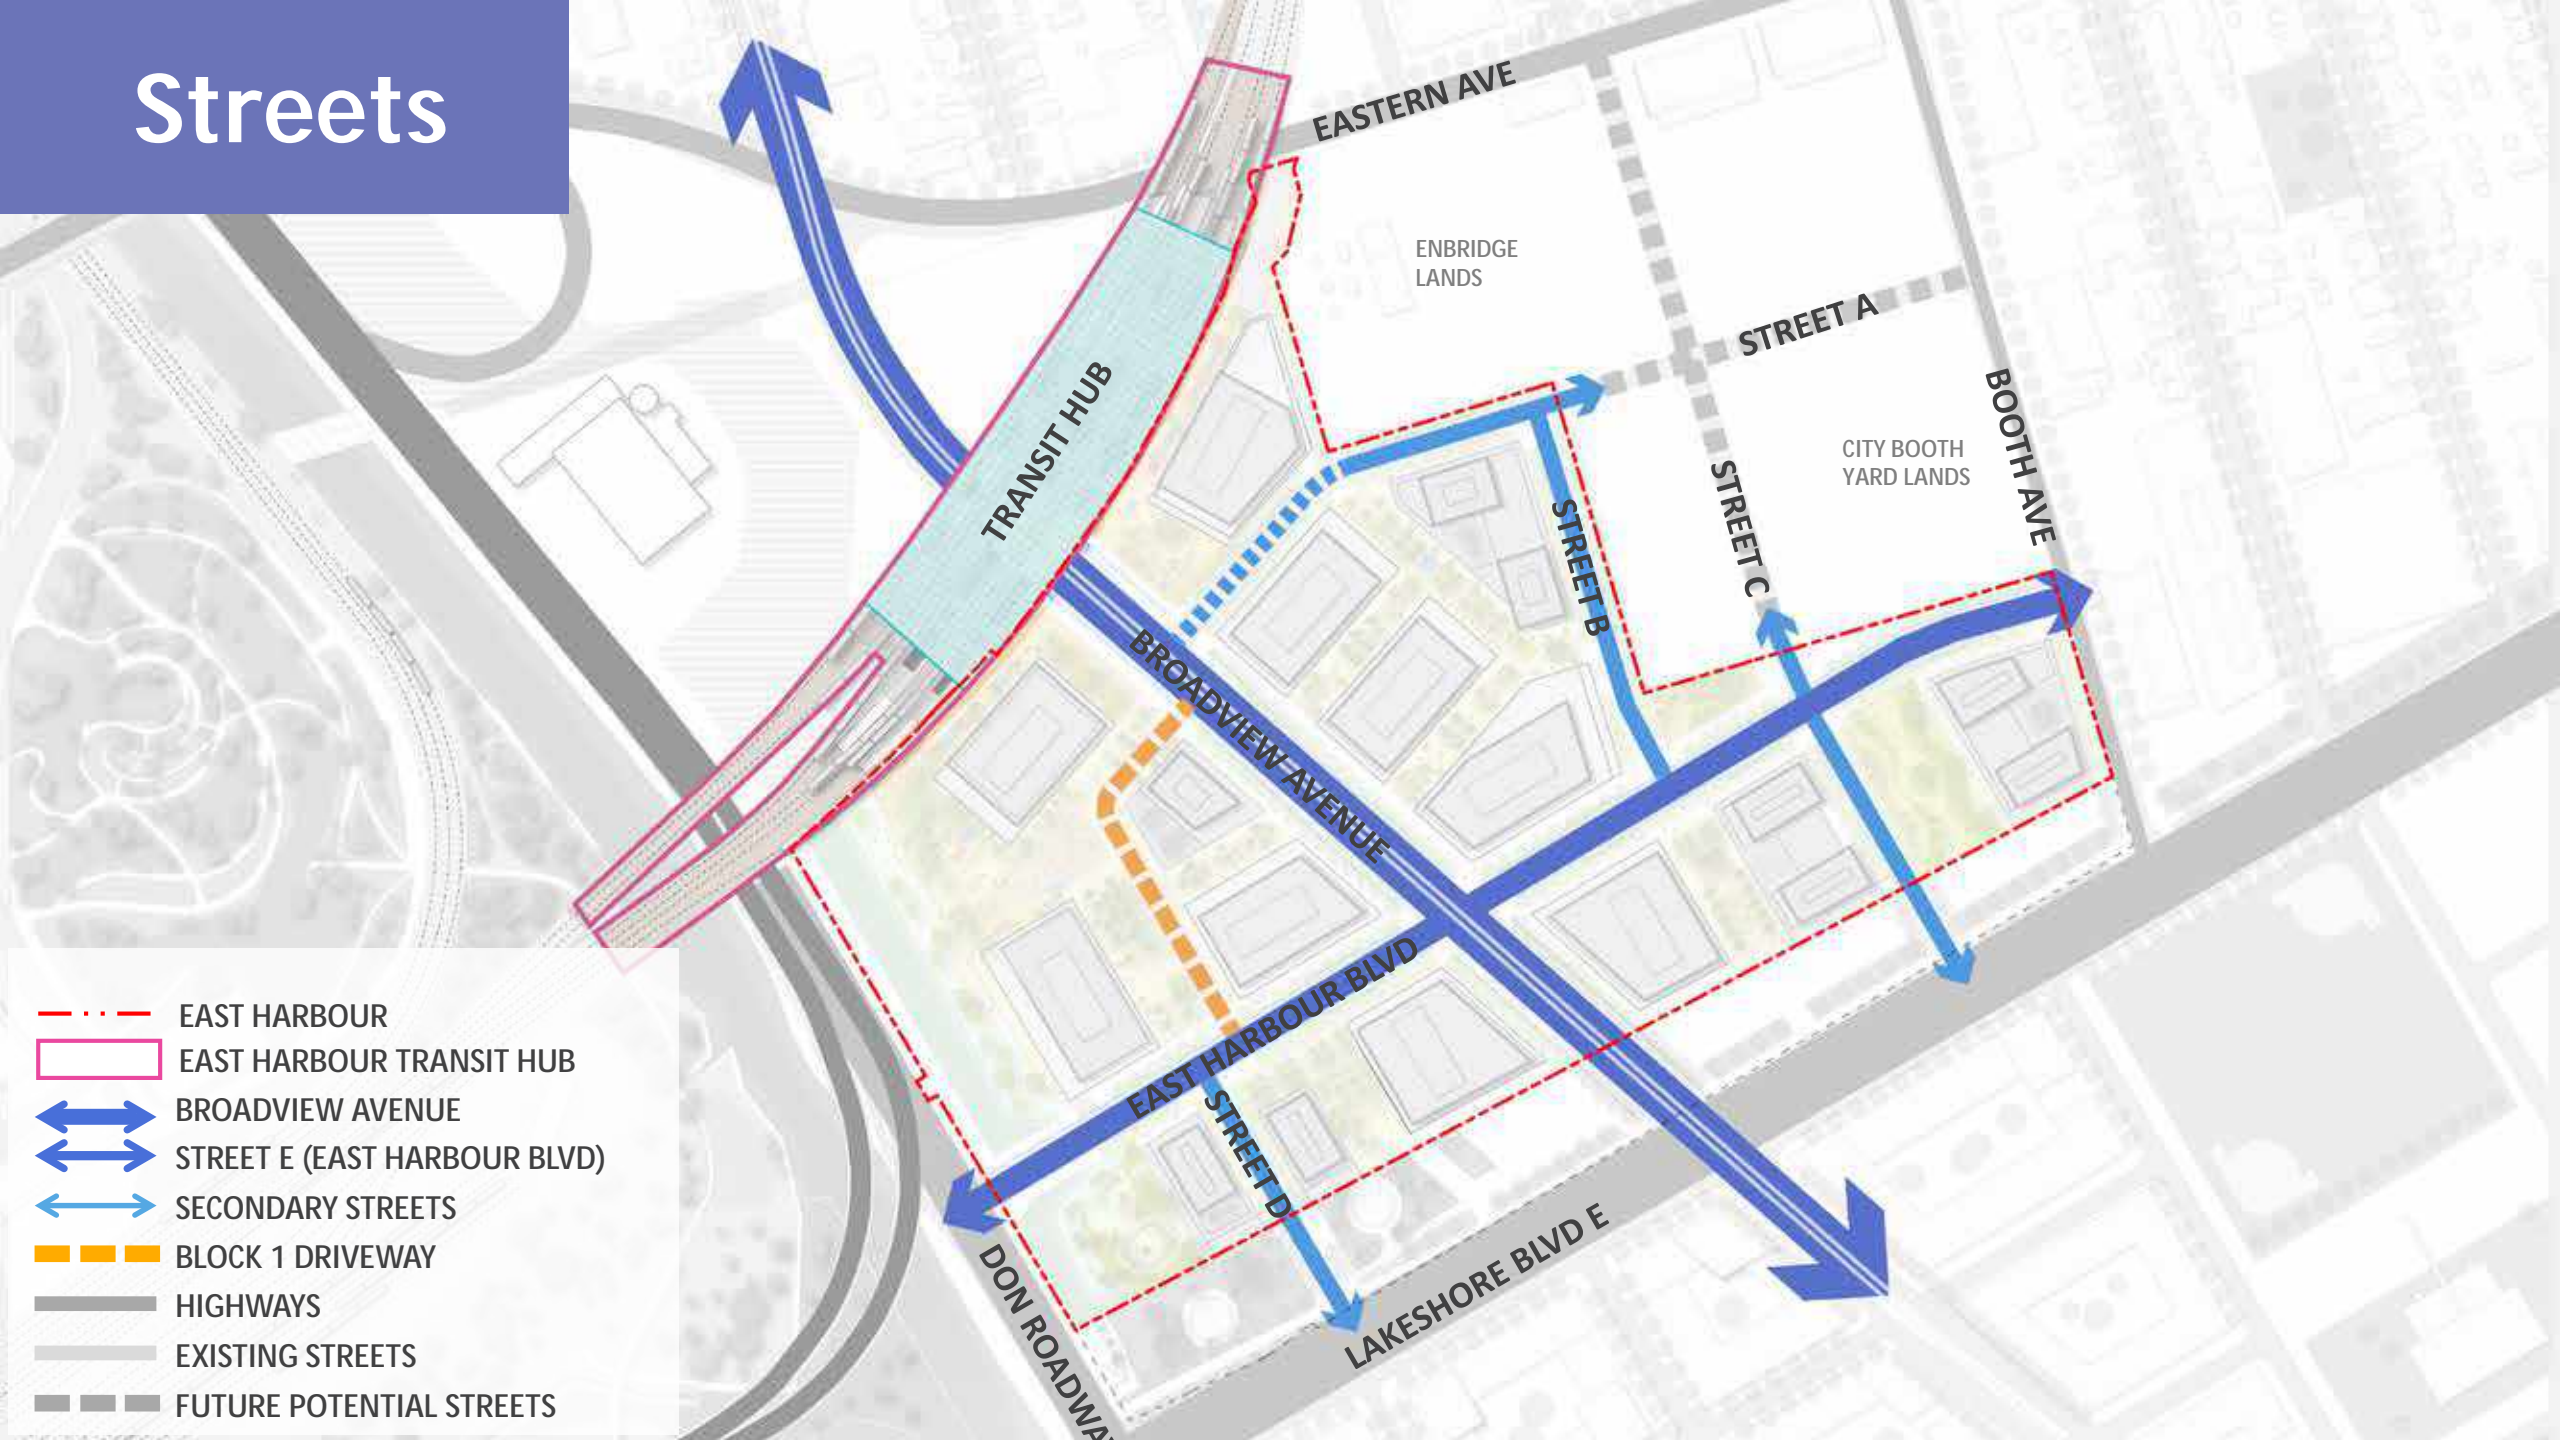 Streets
EASTERN AVE
ENBRIDGE
LANDS
STREET A
TRANSIT HUB
BOOTH AVE
CITY BOOTH
YARD LANDS
STREET C
STREET B
BROADVIEW AVENUE
EAST HARBOUR BLVD
STREET D
LAKESHORE BLVD E
DON ROADWAY
EAST HARBOUR
EAST HARBOUR TRANSIT HUB
BROADVIEW AVENUE
STREET E (EAST HARBOUR BLVD)
SECONDARY STREETS
BLOCK 1 DRIVEWAY
HIGHWAYS
EXISTING STREETS
FUTURE POTENTIAL STREETS